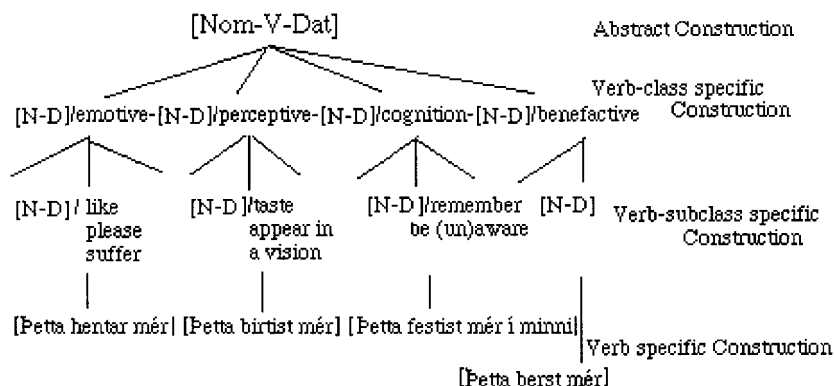 [Nom-V-Dat] Abstract Construction
Verb-class specific
Construction
[N-D]/emotive-[N-D]/perceptive-[N-D]/cognition-[N-D]/benefactive
[N-D]/ like [N-D]/taste [N-D]/remember [N-D] Verb-subclass specific
please appear in be (un)aware Construction
suffer a vision
[Þetta hentar mér] [Þetta birtist mér] [Þetta festist mér í minni]
Verb specific Construction
[Þetta berst mér]